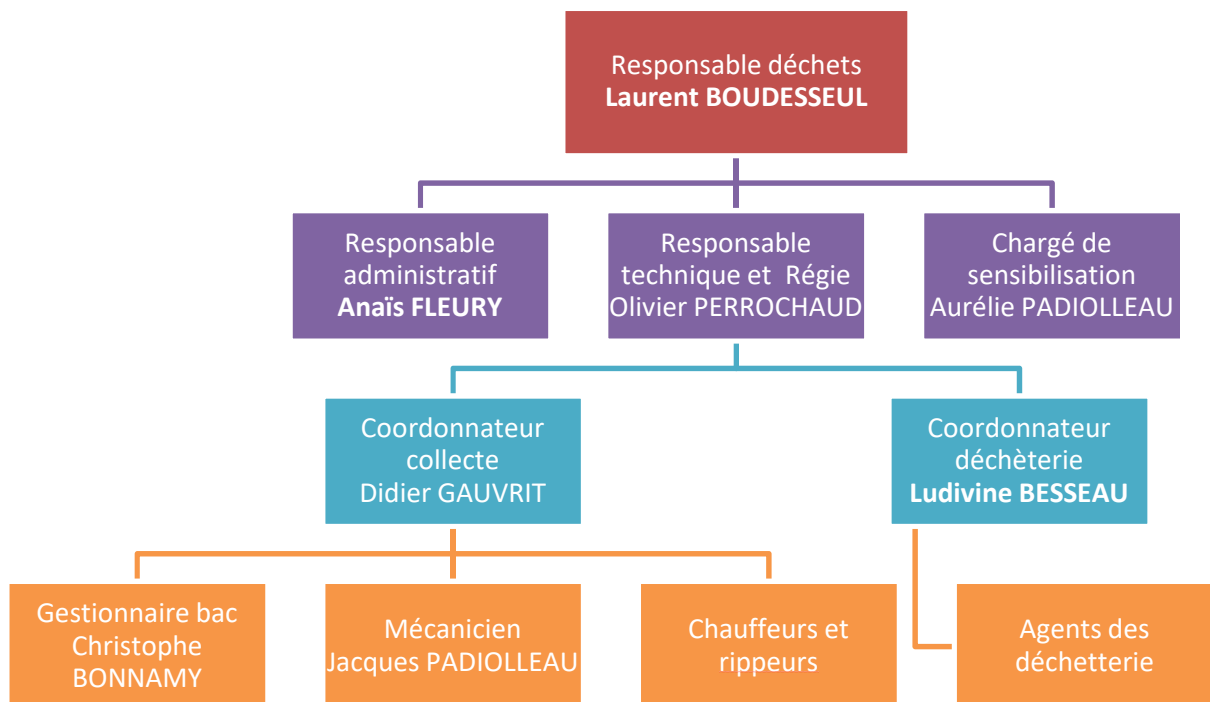 Responsable déchets
Laurent BOUDESSEUL
Responsable
administratif
Anaïs FLEURY
Responsable
technique et Régie
Olivier PERROCHAUD
Chargé de
sensibilisation
Aurélie PADIOLLEAU
Coordonnateur
collecte
Didier GAUVRIT
Coordonnateur
déchèterie
Ludivine BESSEAU
Gestionnaire bac
Christophe
BONNAMY
Mécanicien
Jacques PADIOLLEAU
Chauffeurs et
rippeurs
Agents des
déchetterie